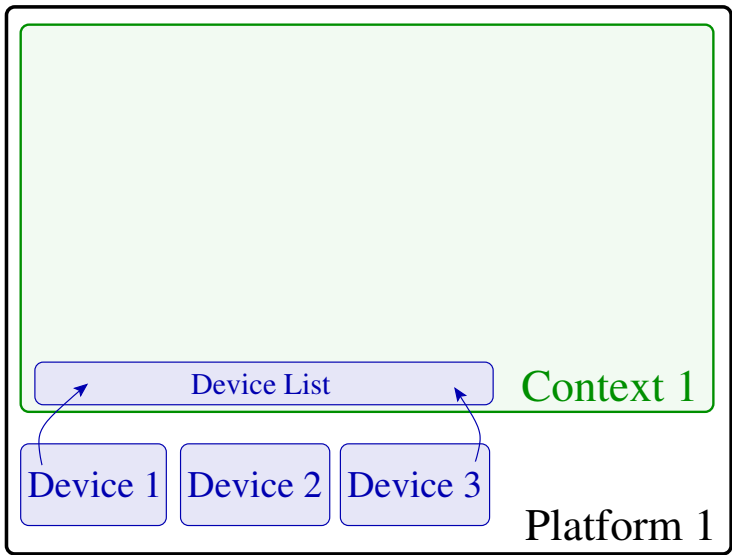 Device List
Context 1
Device 1
Device 2
Device 3
Platform 1